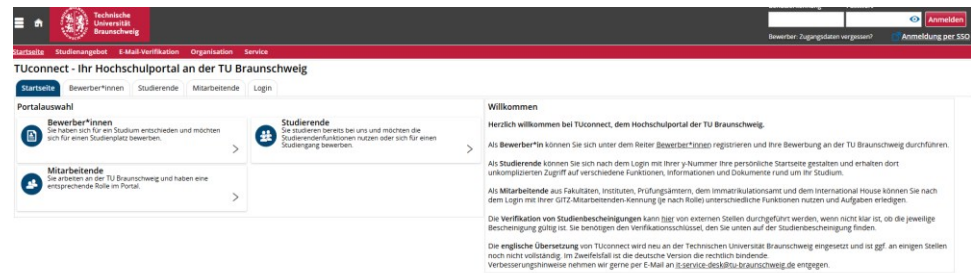 Technische
Universität
Braunschweig
Anmelden
Bewerber: Zugangsdaten vergessen?
Anmeldung per SSO
Startseite Studienangebot E-Mail-Verifikation Organisation Service
TUconnect - Ihr Hochschulportal an der TU Braunschweig
Startseite Bewerber*innen Studierende Mitarbeitende Login
Portalauswahl
Bewerber*innen
Sie haben sich für ein Studium entschieden und möchten
sich für einen Studienplatz bewerben.
Studierende
Sie studieren bereits bei uns und möchten die
Studierendenfunktionen nutzen oder sich für einen
Studiengang bewerben.
Mitarbeitende
Sie arbeiten an der TU Braunschweig und haben eine
entsprechende Rolle im Portal.
Willkommen
Herzlich willkommen bei TUconnect, dem Hochschulportal der TU Braunschweig.
Als Bewerber*in können Sie sich unter dem Reiter Bewerber*innen registrieren und Ihre Bewerbung an der TU Braunschweig durchführen.
Als Studierende können Sie sich nach dem Login mit Ihrer y-Nummer Ihre persönliche Startseite gestalten und erhalten dort
unkomplizierten Zugriff auf verschiedene Funktionen, Informationen und Dokumente rund um Ihr Studium.
Als Mitarbeitende aus Fakultäten, Instituten, Prüfungsämtern, dem Immatrikulationsamt und dem International House können Sie nach
dem Login mit Ihrer GITZ-Mitarbeitenden-Kennung (je nach Rolle) unterschiedliche Funktionen nutzen und Aufgaben erledigen.
Die Verifikation von Studienbescheinigungen kann hier von externen Stellen durchgeführt werden, wenn nicht klar ist, ob die jeweilige
Bescheinigung gültig ist. Sie benötigen den Verifikationsschlüssel, den Sie unten auf der Studienbescheinigung finden.
Die englische Übersetzung von TUconnect wird neu an der Technischen Universität Braunschweig eingesetzt und ist ggf. an einigen Stellen
noch nicht vollständig. Im Zweifelsfall ist die deutsche Version die rechtlich bindende.
Verbesserungshinweise nehmen wir gerne per E-Mail an it-service-desk@tu-braunschweig.de entgegen.